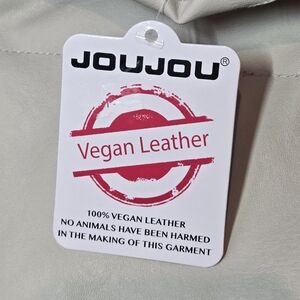 JOUJOU®
Vegan Leather
100% VEGAN LEATHER
NO ANIMALS HAVE BEEN HARMED
IN THE MAKING OF THIS GARMENT